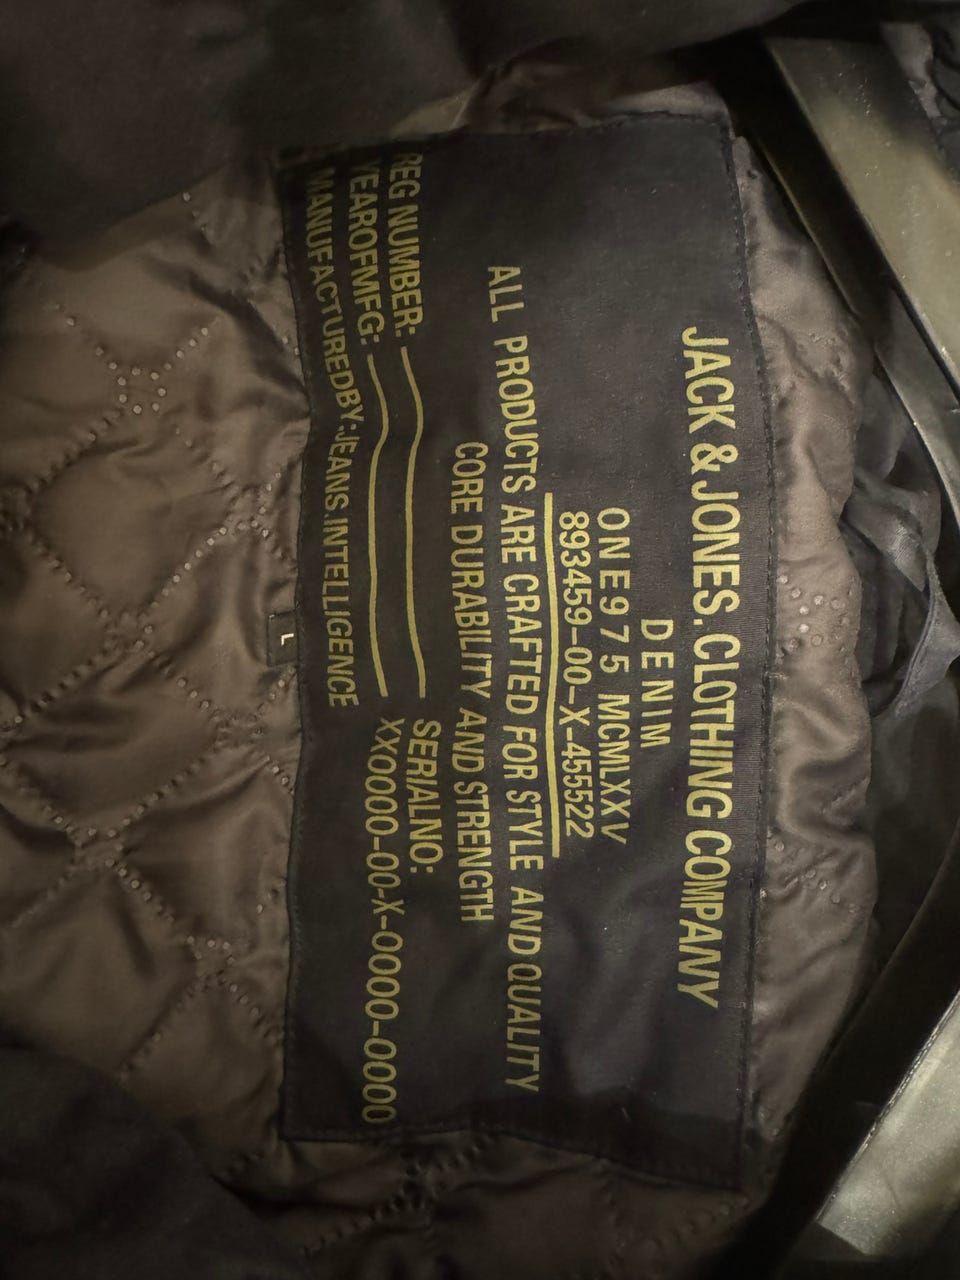 JACK & JONES. CLOTHING COMPANY
DENIM
ONE975 MCMLXXV
893459-00-X-455522
ALL PRODUCTS ARE CRAFTED FOR STYLE AND QUALITY
CORE DURABILITY AND STRENGTH
REG NUMBER: SERIALNO:
YEAROFMFG: XX0000-00-X-0000-0000
MANUFACTUREDBY:JEANS.INTELLIGENCE
L